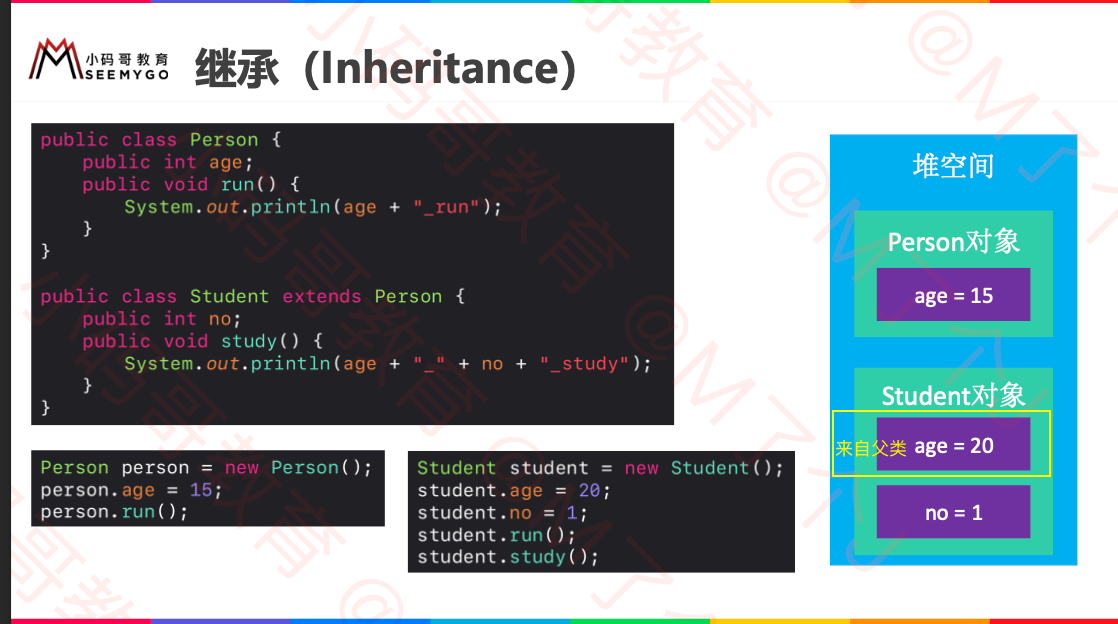 小码哥教育
SEEMYGO
继承（Inheritance）
public class Person {
    public int age;
    public void run() {
        System.out.println(age + "_run");
    }
}
public class Student extends Person {
    public int no;
    public void study() {
        System.out.println(age + "_" + no + "_study");
    }
}
Person person = new Person();
person.age = 15;
person.run();
Student student = new Student();
student.age = 20;
student.no = 1;
student.run();
student.study();
堆空间
Person对象
age = 15
Student对象
来自父类 age = 20
no = 1
小码哥教育 @M了个J